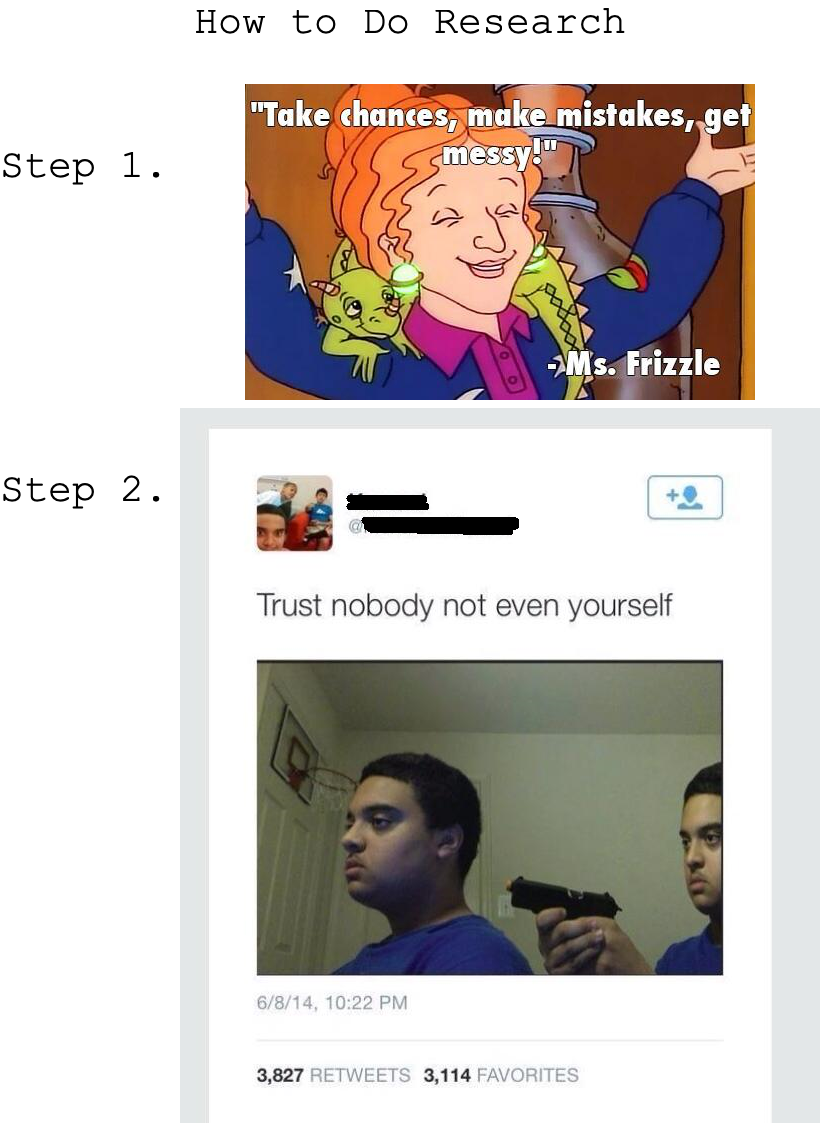 How to Do Research
Step 1.
"Take chances, make mistakes, get
messy!"
- Ms. Frizzle
Step 2.
@
Trust nobody not even yourself
6/8/14, 10:22 PM
3,827 RETWEETS 3,114 FAVORITES